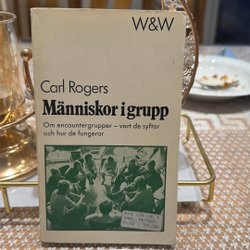 W&W
Carl Rogers
Människor i grupp
Om encountergrupper – vart de syftar
och hur de fungerar